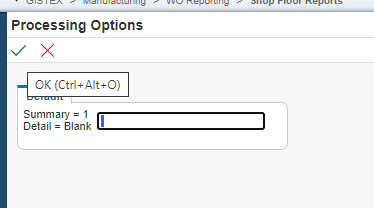 GISTEX > Manufacturing > WO Reporting > Shop Floor Reports
Processing Options
OK (Ctrl+Alt+O)
Default
Summary = 1
Detail = Blank